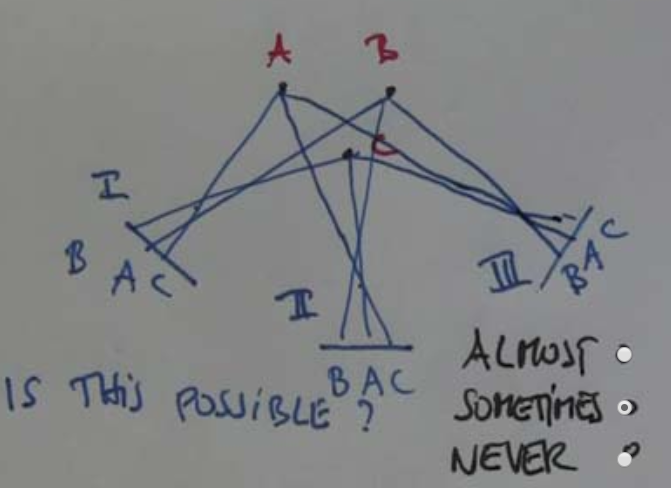 A B
C
I
B A C
II
B A C
III
B A C
IS THIS POSSIBLE?
ALMOST
SOMETIMES
NEVER